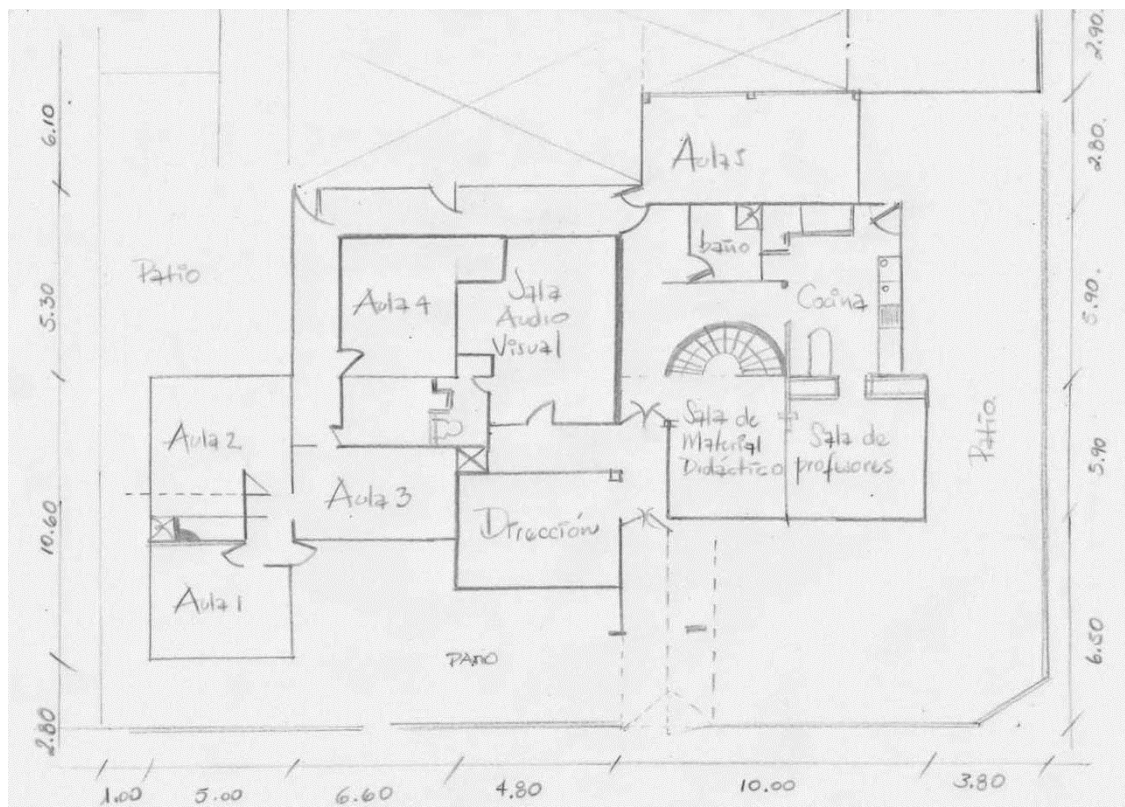 2.90.
6.10
2.80.
Aula 5
baño
Patio
Aula 4
Sala
Audio
Visual
Cocina
5.30
5.90.
Aula 2
Sala de
Material
Didáctico
Sala de
profesores
Patio
5.90
Aula 3
Dirección
10.60
Aula 1
PATIO
6.50
2.80
1.00
5.00
6.60
4.80
10.00
3.80